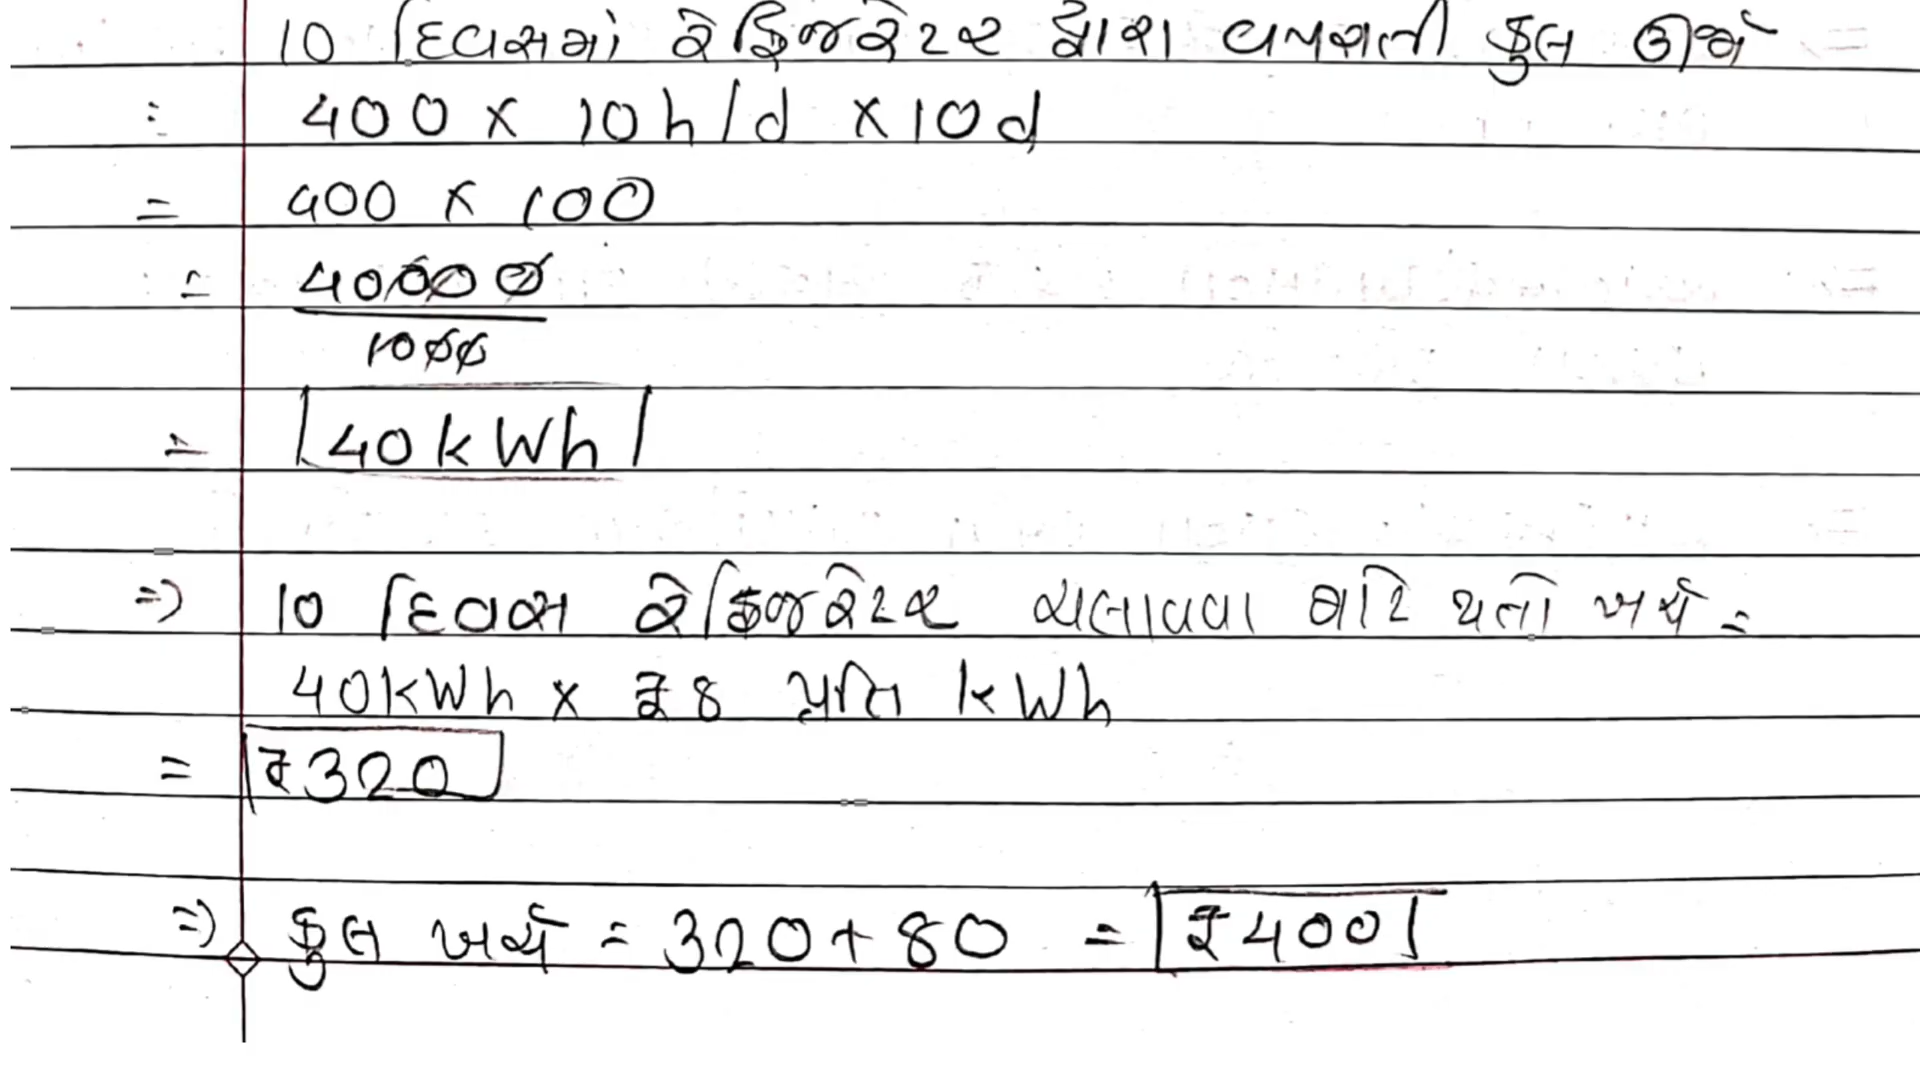 10 દિવસમાં રેફ્રિજરેટર દ્વારા વપરાતી કુલ ઊર્જા
: 400 x 10h/d x 10d
= 400 x 100
= 40000
1000
= 40kWh
=> 10 દિવસ રેફ્રિજરેટર ચલાવવા માટે થતો ખર્ચ =
40kWh x ₹8 પ્રતિ kWh
= ₹320
=> કુલ ખર્ચ = 320 + 80 = ₹400